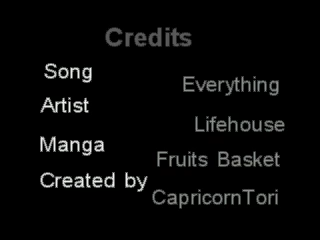 Credits
Song
Everything
Artist
Lifehouse
Manga
Fruits Basket
Created by
CapricornTori